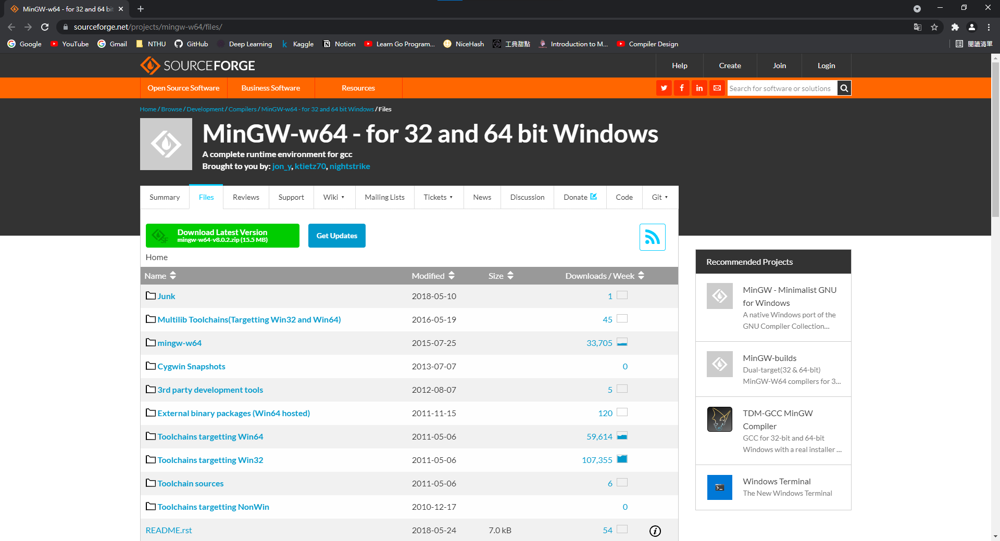 MinGW-w64 - for 32 and 64 bit
sourceforge.net/projects/mingw-w64/files/
Google YouTube Gmail NTHU GitHub Deep Learning Kaggle Notion Learn Go Program... NiceHash 工典甜點 Introduction to M... Compiler Design 閱讀清單
SOURCEFORGE
Help Create Join Login
Open Source Software Business Software Resources
Search for software or solutions
Home / Browse / Development / Compilers / MinGW-w64 - for 32 and 64 bit Windows / Files
MinGW-w64 - for 32 and 64 bit Windows
A complete runtime environment for gcc
Brought to you by: jon_y, ktietz70, nightstrike
Summary Files Reviews Support Wiki Mailing Lists Tickets News Discussion Donate Code Git
Download Latest Version
mingw-w64-v8.0.2.zip (15.5 MB)
Get Updates
Home
Name Modified Size Downloads / Week
Junk 2018-05-10 1
Multilib Toolchains(Targetting Win32 and Win64) 2016-05-19 45
mingw-w64 2015-07-25 33,705
Cygwin Snapshots 2013-07-07 0
3rd party development tools 2012-08-07 5
External binary packages (Win64 hosted) 2011-11-15 120
Toolchains targetting Win64 2011-05-06 59,614
Toolchains targetting Win32 2011-05-06 107,355
Toolchain sources 2011-05-06 6
Toolchains targetting NonWin 2010-12-17 0
README.rst 2018-05-24 7.0 kB 54
Recommended Projects
MinGW - Minimalist GNU
for Windows
A native Windows port of the
GNU Compiler Collection...
MinGW-builds
Dual-target(32 & 64-bit)
MinGW-W64 compilers for 3...
TDM-GCC MinGW
Compiler
GCC for 32-bit and 64-bit
Windows with a real installer ...
Windows Terminal
The New Windows Terminal